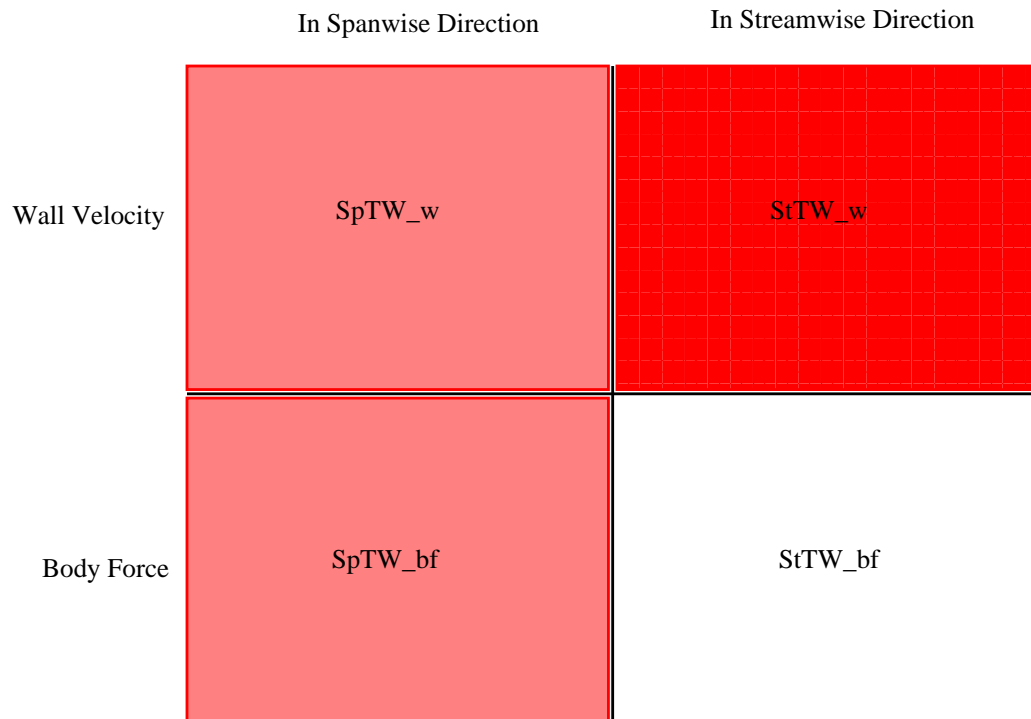 In Spanwise Direction
In Streamwise Direction
Wall Velocity
SpTW_w
StTW_w
Body Force
SpTW_bf
StTW_bf